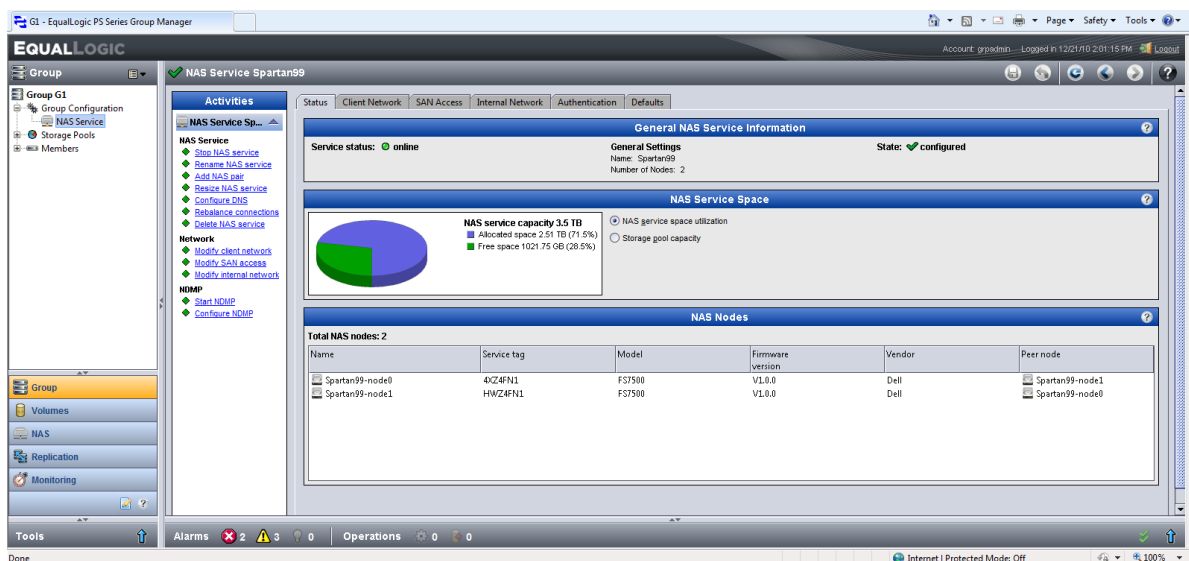 G1 - EqualLogic PS Series Group Manager
Page Safety Tools
EQUALLOGIC
Account: grpadmin Logged in 12/21/10 2:01:15 PM Logout
Group
NAS Service Spartan99
Group G1
Group Configuration
NAS Service
Storage Pools
Members
Activities
NAS Service Sp...
NAS Service
Stop NAS service
Rename NAS service
Add NAS pair
Resize NAS service
Configure DNS
Rebalance connections
Delete NAS service
Network
Modify client network
Modify SAN access
Modify internal network
NDMP
Start NDMP
Configure NDMP
Status Client Network SAN Access Internal Network Authentication Defaults
General NAS Service Information
Service status: online
General Settings
Name: Spartan99
Number of Nodes: 2
State: configured
NAS Service Space
NAS service capacity 3.5 TB
Allocated space 2.51 TB (71.5%)
Free space 1021.75 GB (28.5%)
NAS service space utilization
Storage pool capacity
NAS Nodes
Total NAS nodes: 2
Name Service tag Model Firmware version Vendor Peer node
Spartan99-node0 4XZ4FN1 FS7500 V1.0.0 Dell Spartan99-node1
Spartan99-node1 HWZ4FN1 FS7500 V1.0.0 Dell Spartan99-node0
Group
Volumes
NAS
Replication
Monitoring
Tools
Alarms 2 3 0 Operations 0 0
Done
Internet | Protected Mode: Off
100%